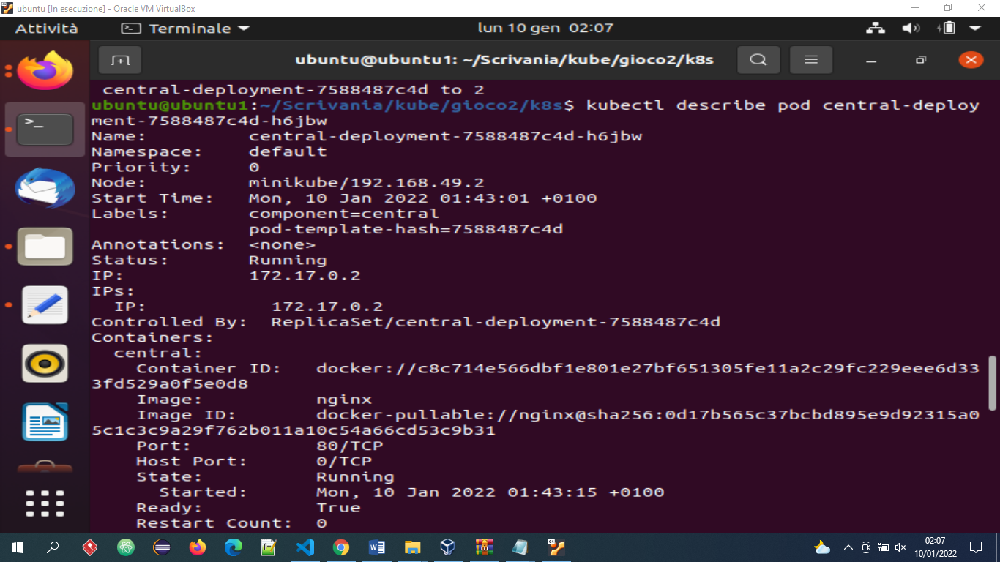 ubuntu [In esecuzione] - Oracle VM VirtualBox
Attività Terminale lun 10 gen 02:07
ubuntu@ubuntu1: ~/Scrivania/kube/gioco2/k8s
central-deployment-7588487c4d to 2
ubuntu@ubuntu1:~/Scrivania/kube/gioco2/k8s$ kubectl describe pod central-deploy
ment-7588487c4d-h6jbw
Name: central-deployment-7588487c4d-h6jbw
Namespace: default
Priority: 0
Node: minikube/192.168.49.2
Start Time: Mon, 10 Jan 2022 01:43:01 +0100
Labels: component=central
pod-template-hash=7588487c4d
Annotations: <none>
Status: Running
IP: 172.17.0.2
IPs:
IP: 172.17.0.2
Controlled By: ReplicaSet/central-deployment-7588487c4d
Containers:
central:
Container ID: docker://c8c714e566dbf1e801e27bf651305fe11a2c29fc229eee6d33
3fd529a0f5e0d8
Image: nginx
Image ID: docker-pullable://nginx@sha256:0d17b565c37bcbd895e9d92315a0
5c1c3c9a29f762b011a10c54a66cd53c9b31
Port: 80/TCP
Host Port: 0/TCP
State: Running
Started: Mon, 10 Jan 2022 01:43:15 +0100
Ready: True
Restart Count: 0
02:07
10/01/2022